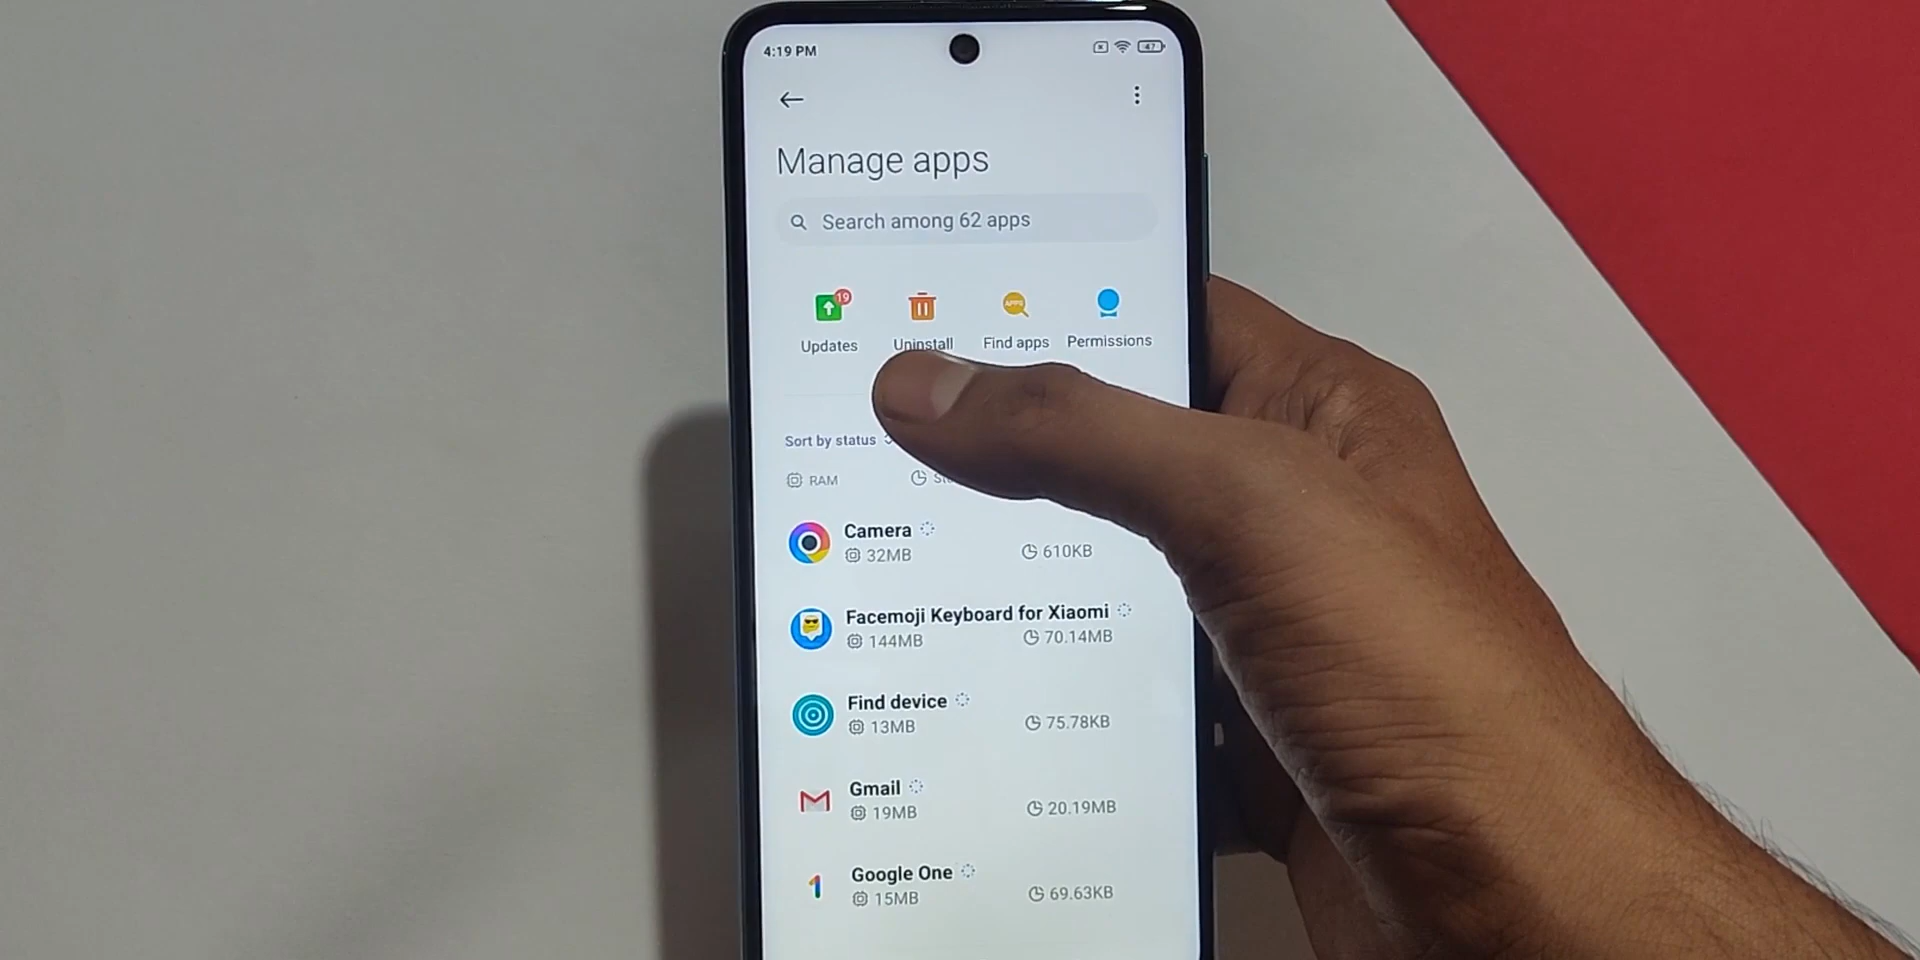 4:19 PM
47
Manage apps
Search among 62 apps
19
APPS
Updates
Uninstall
Find apps
Permissions
Sort by status
RAM
Camera
32MB
610KB
Facemoji Keyboard for Xiaomi
144MB
70.14MB
Find device
13MB
75.78KB
Gmail
19MB
20.19MB
Google One
15MB
69.63KB